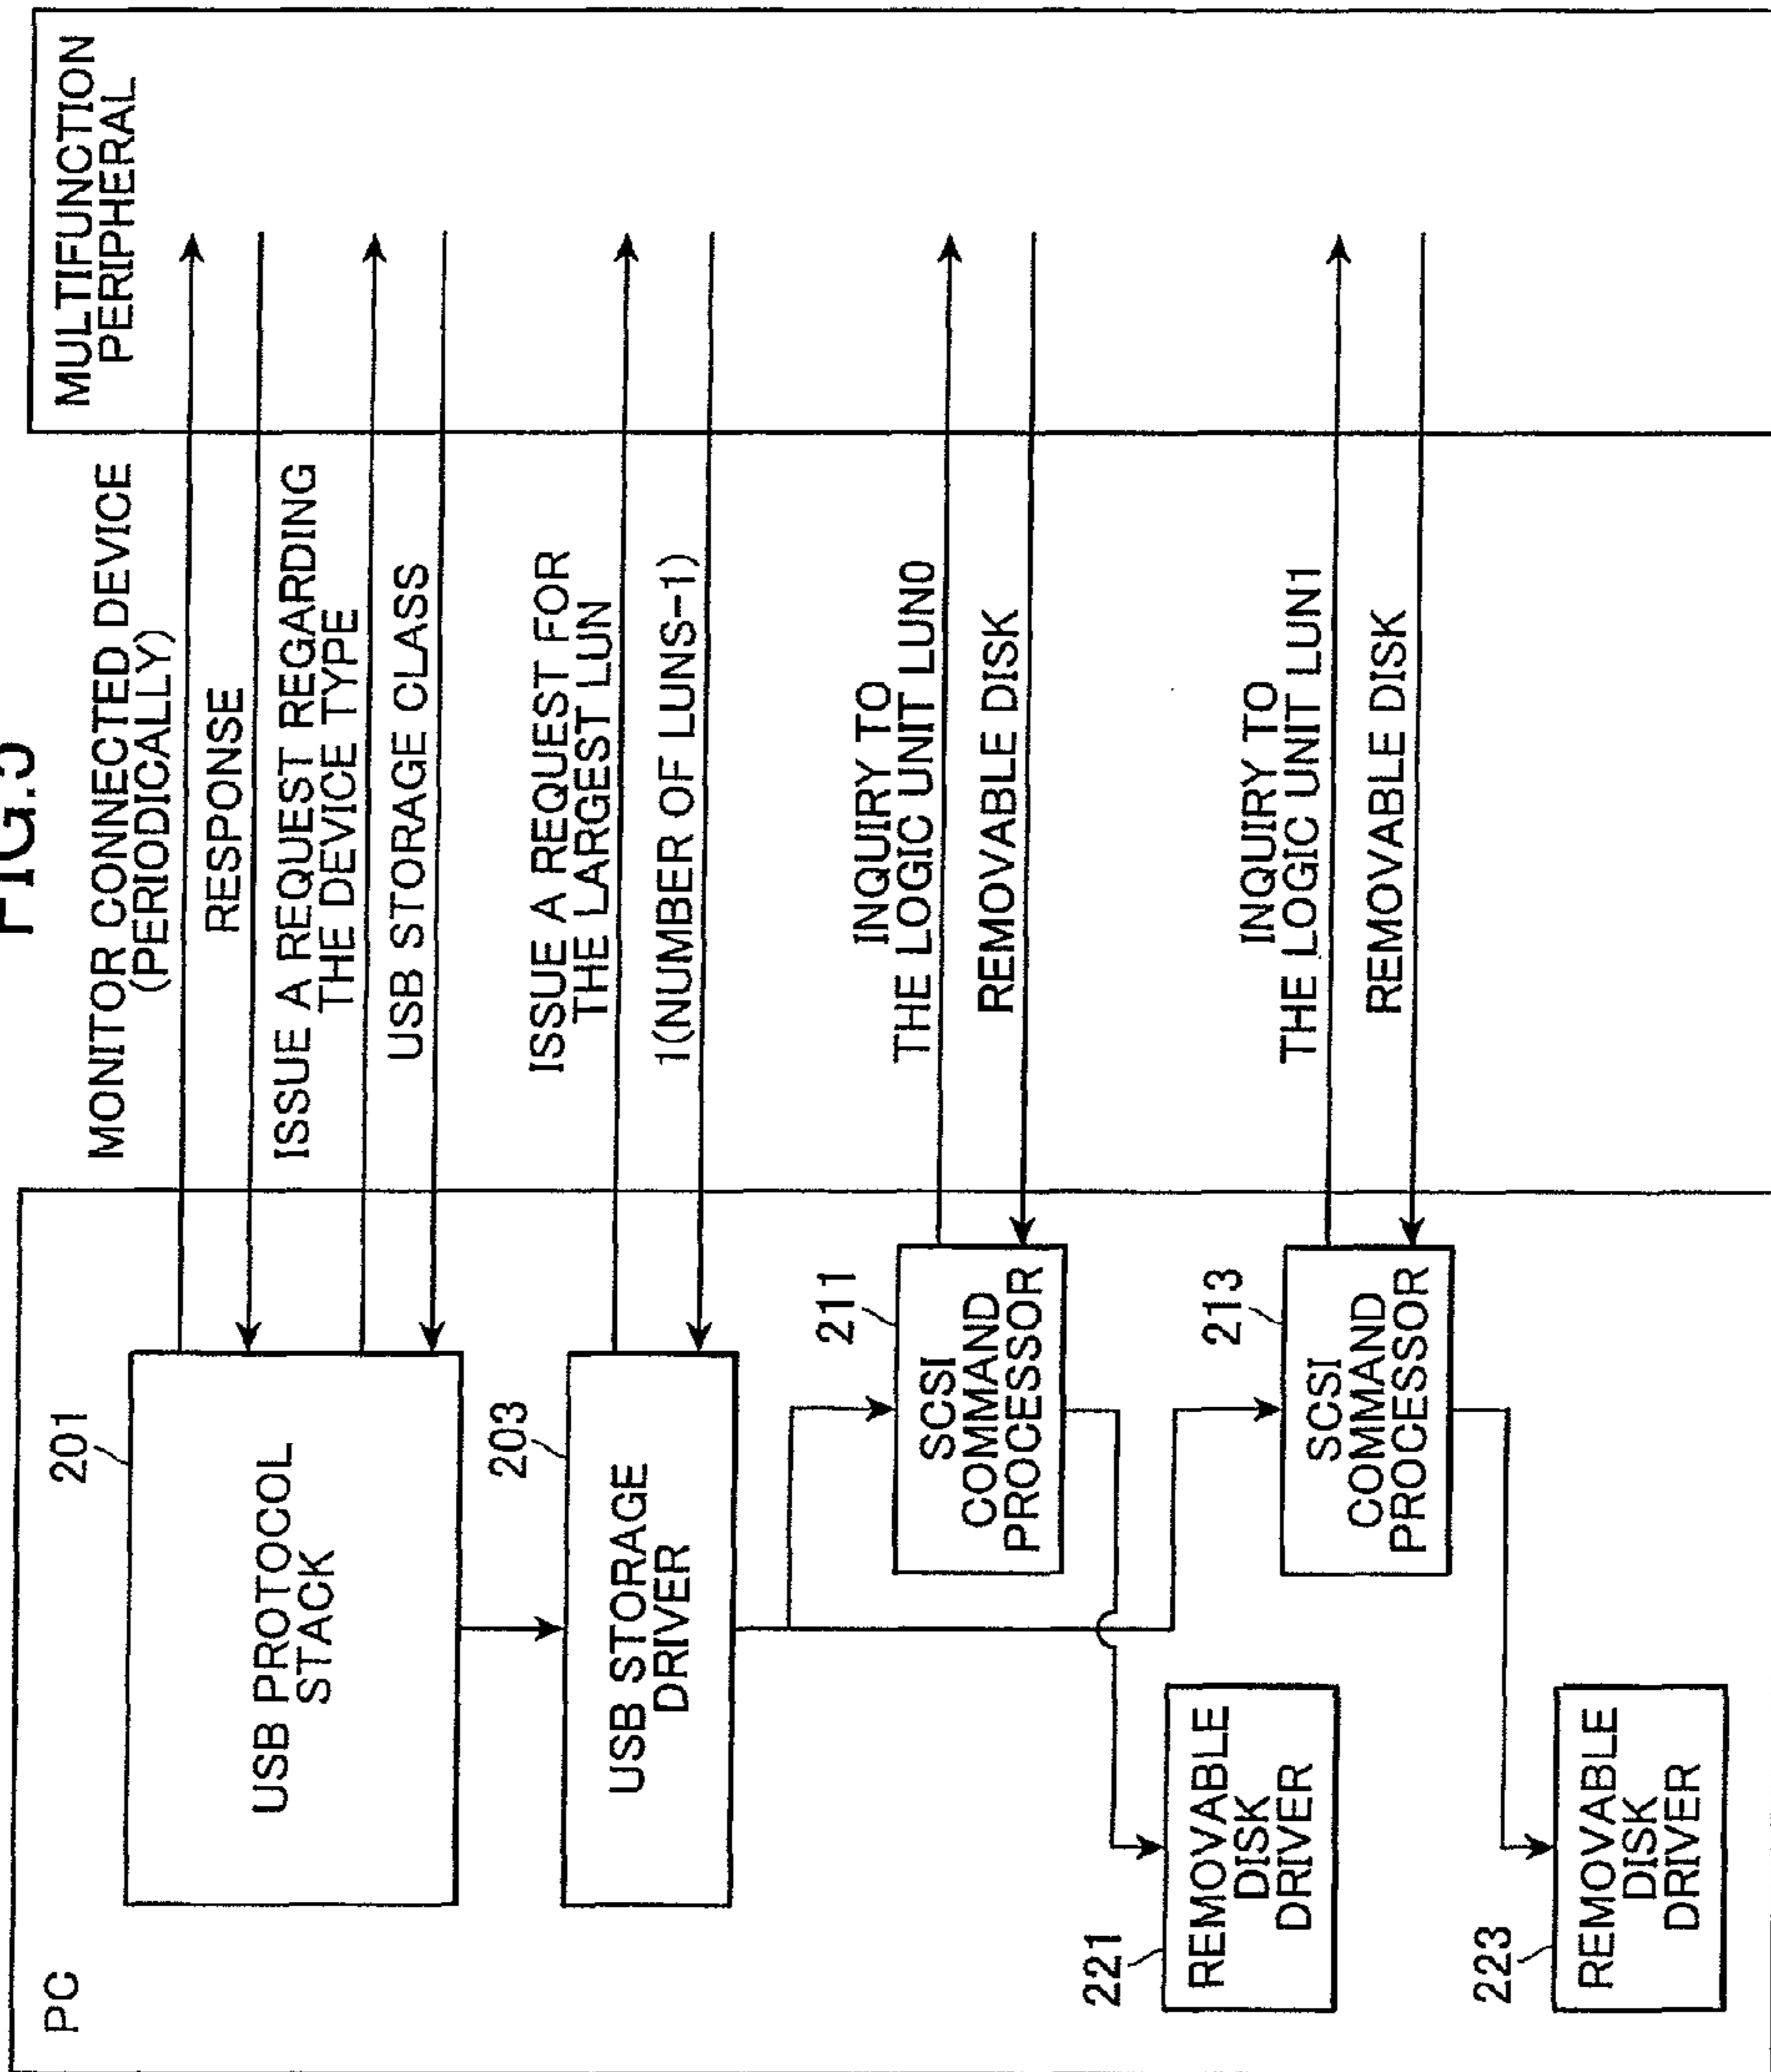 FIG.
PC
MULTIFUNCTION
PERIPHERAL
201
USB PROTOCOL
STACK
MONITOR CONNECTED DEVICE
(PERIODICALLY)
RESPONSE
ISSUE A REQUEST REGARDING
THE DEVICE TYPE
USB STORAGE CLASS
203
USB STORAGE
DRIVER
ISSUE A REQUEST FOR
THE LARGEST LUN
1(NUMBER OF LUNS-1)
211
SCSI
COMMAND
PROCESSOR
INQUIRY TO
THE LOGIC UNIT LUN0
REMOVABLE DISK
221
REMOVABLE
DISK
DRIVER
213
SCSI
COMMAND
PROCESSOR
INQUIRY TO
THE LOGIC UNIT LUN1
REMOVABLE DISK
223
REMOVABLE
DISK
DRIVER